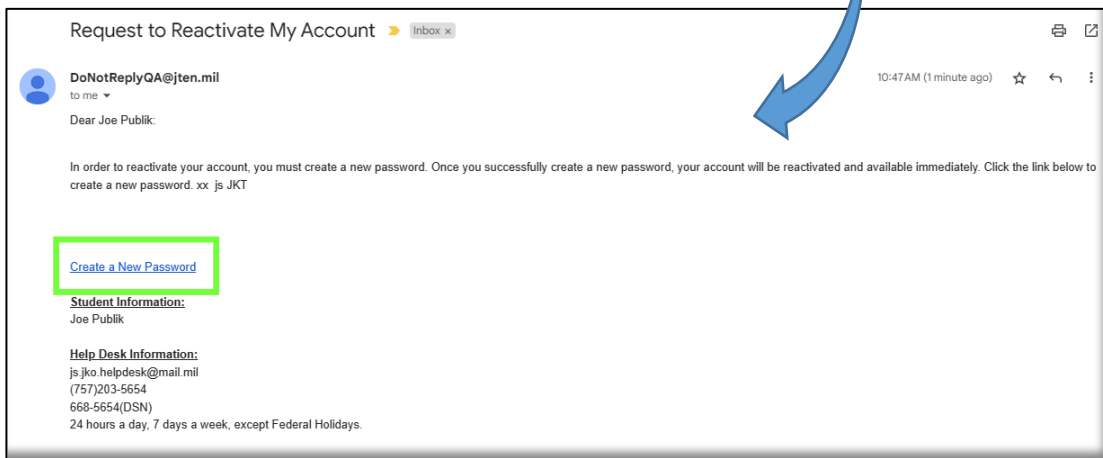 Request to Reactivate My Account Inbox x
DoNotReplyQA@jten.mil 10:47 AM (1 minute ago)
to me
Dear Joe Publik:
In order to reactivate your account, you must create a new password. Once you successfully create a new password, your account will be reactivated and available immediately. Click the link below to
create a new password. xx js JKT
Create a New Password
Student Information:
Joe Publik
Help Desk Information:
js.jko.helpdesk@mail.mil
(757)203-5654
668-5654(DSN)
24 hours a day, 7 days a week, except Federal Holidays.